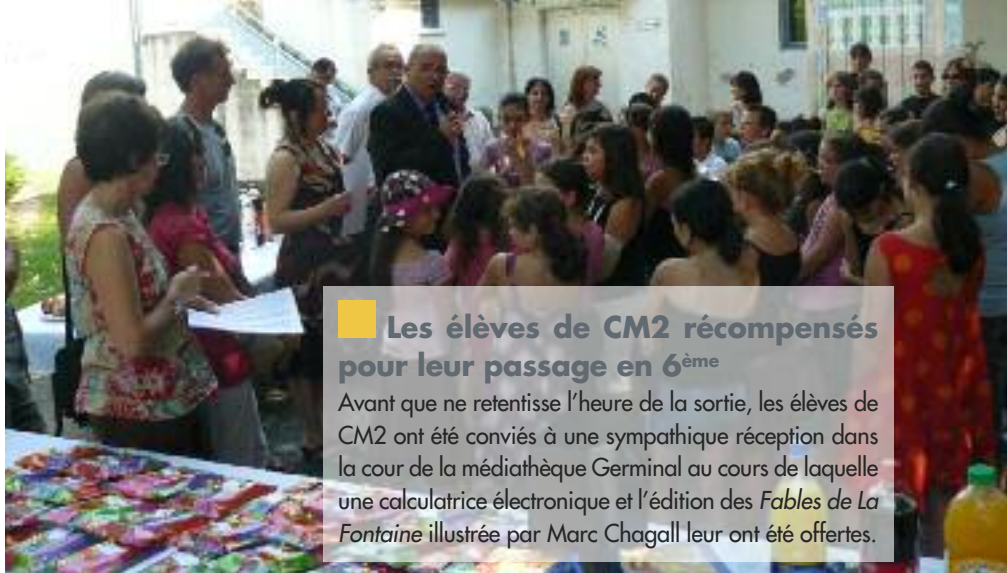 Les élèves de CM2 récompensés
pour leur passage en 6ème
Avant que ne retentisse l'heure de la sortie, les élèves de
CM2 ont été conviés à une sympathique réception dans
la cour de la médiathèque Germinal au cours de laquelle
une calculatrice électronique et l'édition des Fables de La
Fontaine illustrée par Marc Chagall leur ont été offertes.